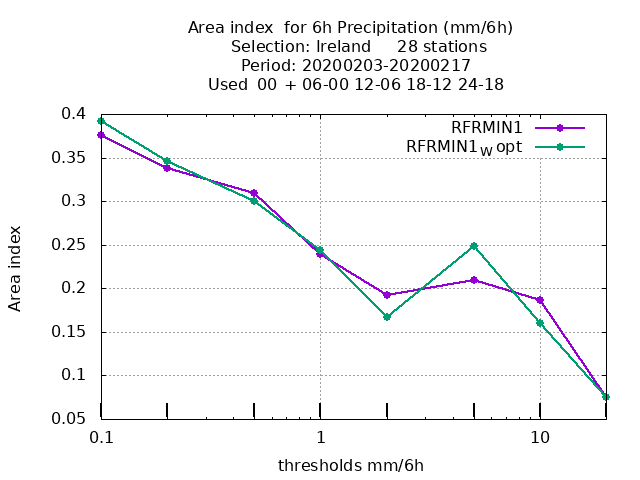 Area index  for 6h Precipitation (mm/6h)
Selection: Ireland     28 stations
Period: 20200203-20200217
Used  00  + 06-00 12-06 18-12 24-18
RFRMIN1
RFRMIN1W opt
0.4
0.35
0.3
0.25
0.2
0.15
0.1
0.05
Area index
0.1
1
10
thresholds mm/6h